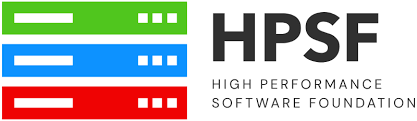 HPSF
HIGH PERFORMANCE
SOFTWARE FOUNDATION